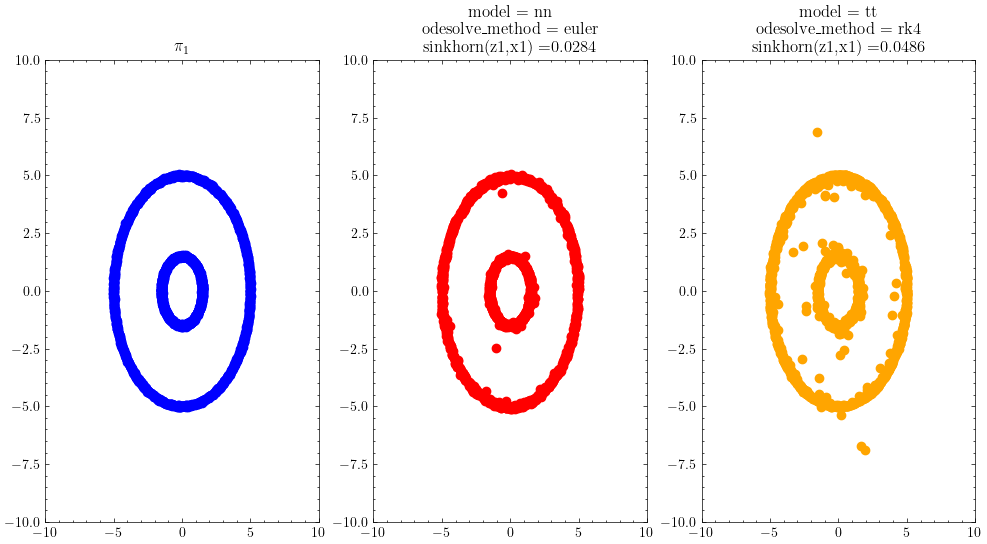 π₁
model = nn
odesolve_method = euler
sinkhorn(z1,x1) =0.0284
model = tt
odesolve_method = rk4
sinkhorn(z1,x1) =0.0486
10.0
7.5
5.0
2.5
0.0
−2.5
−5.0
−7.5
−10.0
−10 −5 0 5 10
10.0
7.5
5.0
2.5
0.0
−2.5
−5.0
−7.5
−10.0
−10 −5 0 5 10
10.0
7.5
5.0
2.5
0.0
−2.5
−5.0
−7.5
−10.0
−10 −5 0 5 10